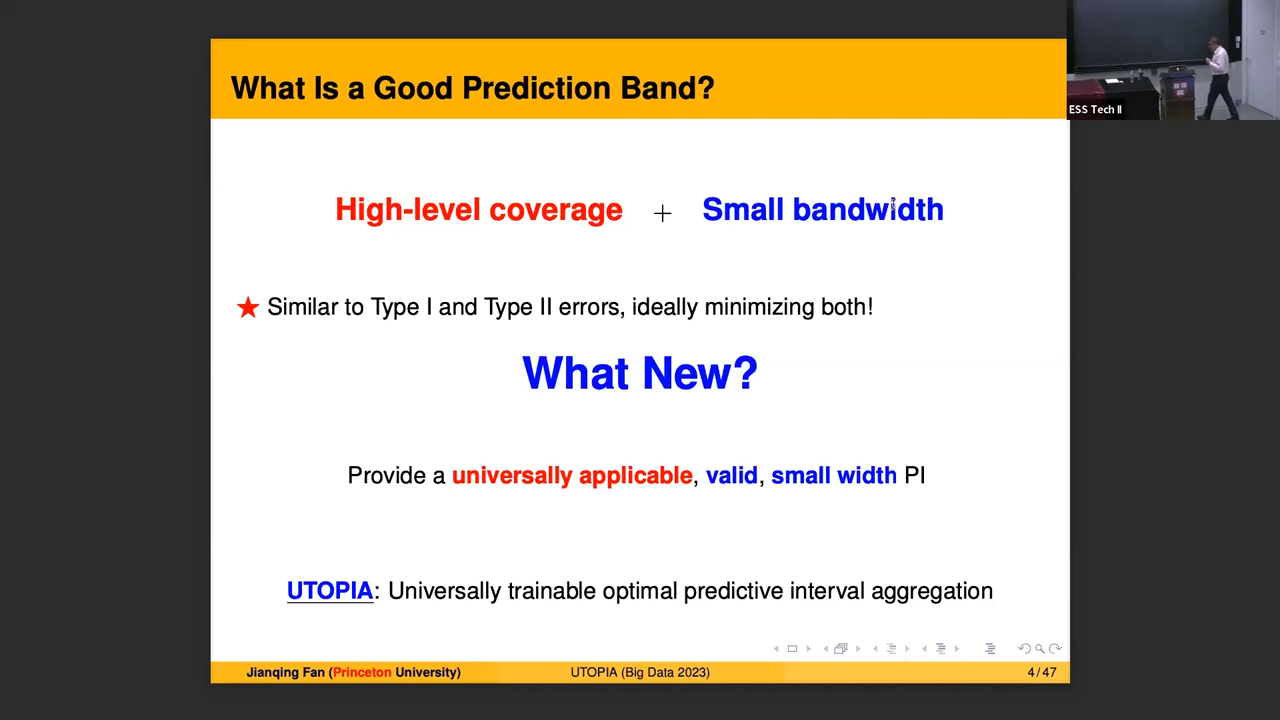 What Is a Good Prediction Band?
High-level coverage + Small bandwidth
★ Similar to Type I and Type II errors, ideally minimizing both!
What New?
Provide a universally applicable, valid, small width PI
UTOPIA: Universally trainable optimal predictive interval aggregation
Jianqing Fan (Princeton University) UTOPIA (Big Data 2023) 4 / 47
ESS Tech II